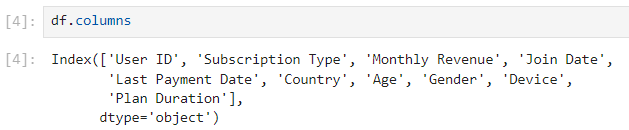 [4]: df.columns
[4]: Index(['User ID', 'Subscription Type', 'Monthly Revenue', 'Join Date',
'Last Payment Date', 'Country', 'Age', 'Gender', 'Device',
'Plan Duration'],
dtype='object')